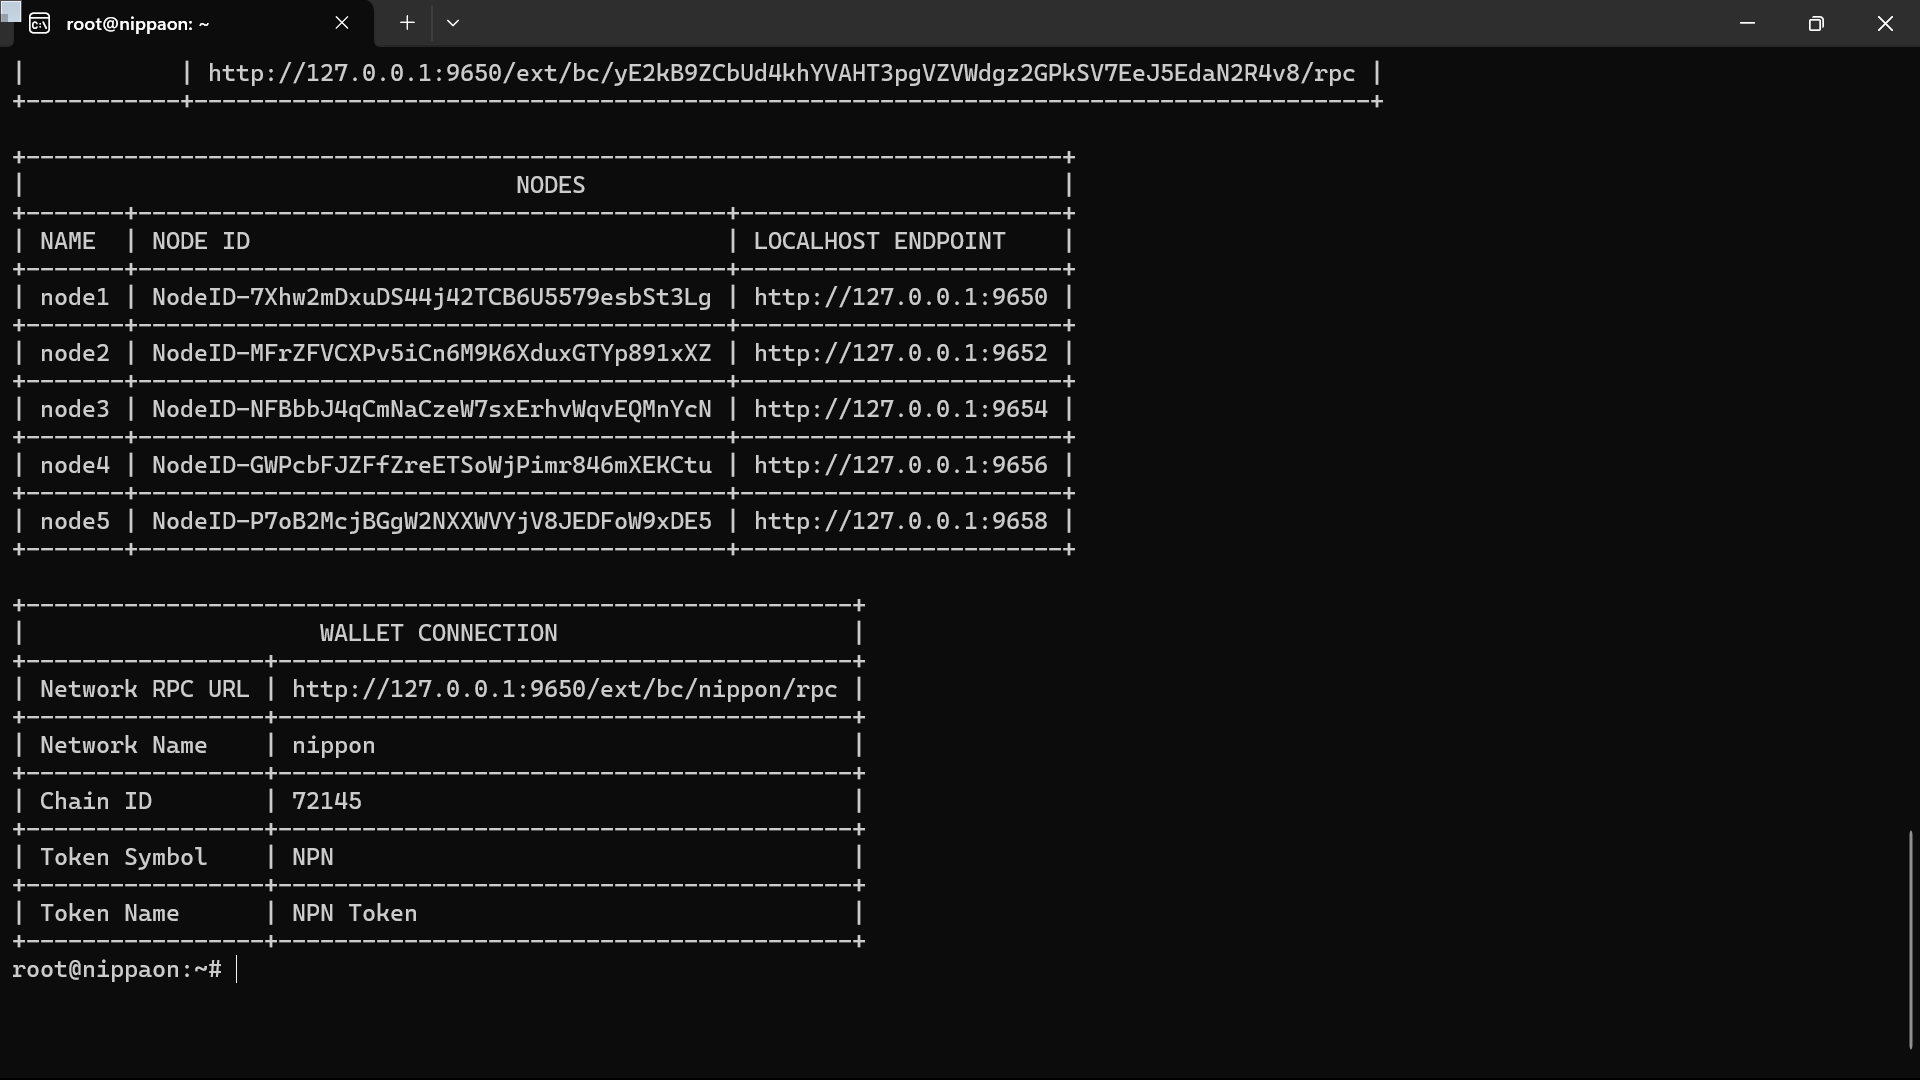 root@nippaon: ~
| | http://127.0.0.1:9650/ext/bc/yE2kB9ZCbUd4khYVAHT3pgVZVWdgz2GPkSV7EeJ5EdaN2R4v8/rpc |
NODES
| NAME | NODE ID | LOCALHOST ENDPOINT |
| node1 | NodeID-7Xhw2mDxuDS44j42TCB6U5579esbSt3Lg | http://127.0.0.1:9650 |
| node2 | NodeID-MFrZFVCXPv5iCn6M9K6XduxGTYp891xXZ | http://127.0.0.1:9652 |
| node3 | NodeID-NFBbbJ4qCmNaCzeW7sxErhvWqvEQMnYcN | http://127.0.0.1:9654 |
| node4 | NodeID-GWPcbFJZFfZreETSoWjPimr846mXEKCtu | http://127.0.0.1:9656 |
| node5 | NodeID-P7oB2McjBGgW2NXXWVYjV8JEDFoW9xDE5 | http://127.0.0.1:9658 |
WALLET CONNECTION
| Network RPC URL | http://127.0.0.1:9650/ext/bc/nippon/rpc |
| Network Name | nippon |
| Chain ID | 72145 |
| Token Symbol | NPN |
| Token Name | NPN Token |
root@nippaon:~#